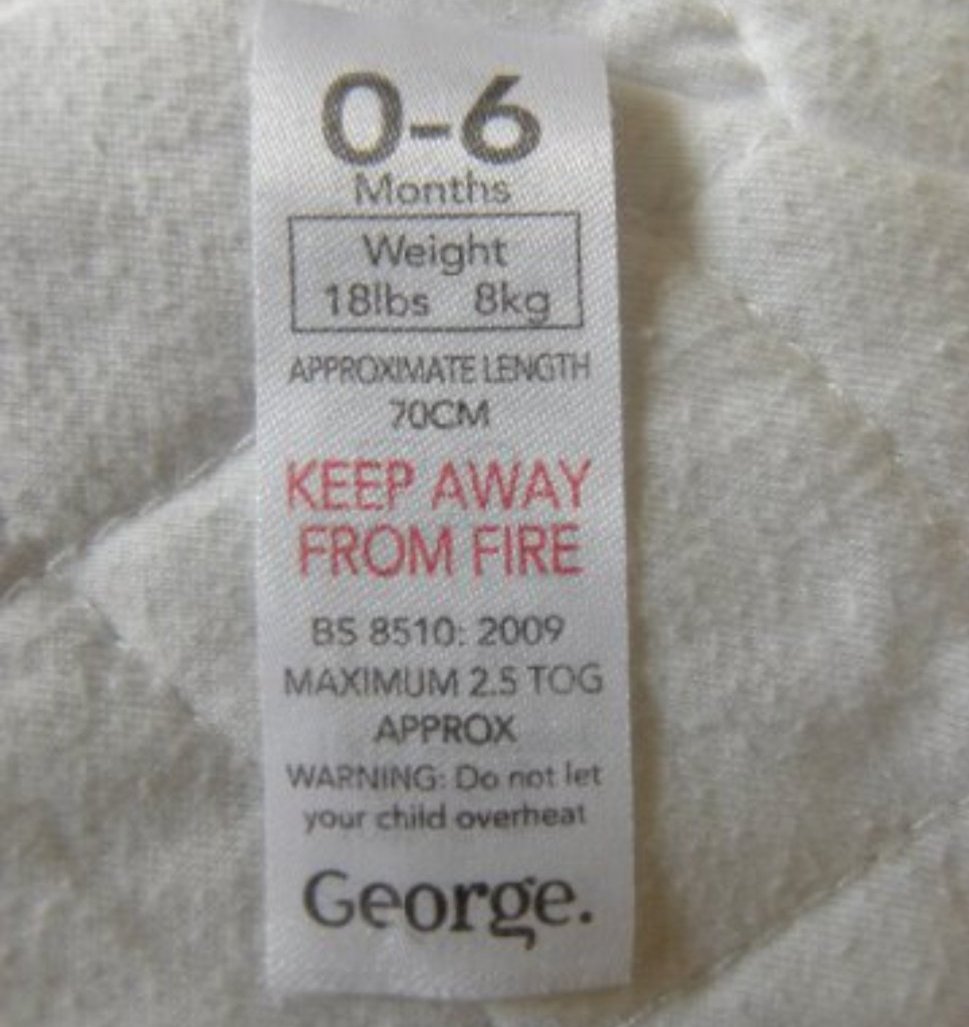 0-6
Months
Weight
18lbs 8kg
APPROXIMATE LENGTH
70CM
KEEP AWAY
FROM FIRE
BS 8510: 2009
MAXIMUM 2.5 TOG
APPROX
WARNING: Do not let
your child overheat
George.